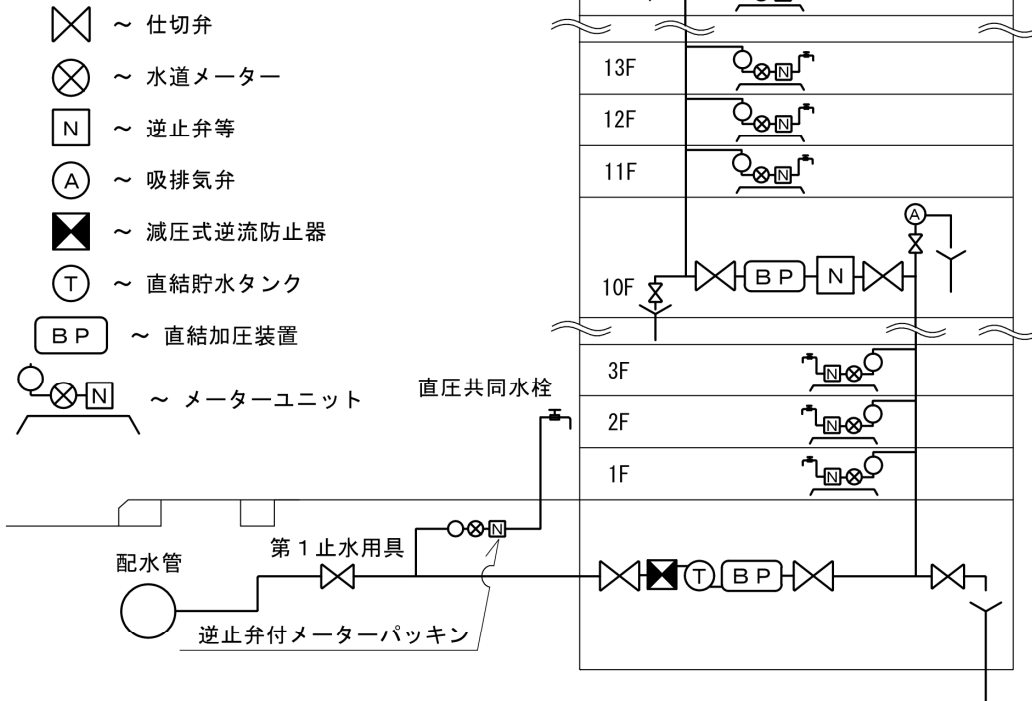 ～ 仕切弁
～ 水道メーター
N ～ 逆止弁等
A ～ 吸排気弁
～ 減圧式逆流防止器
T ～ 直結貯水タンク
BP ～ 直結加圧装置
N ～ メーターユニット
13F N
12F N
11F N
A
10F BP N
3F N
2F N
1F N
直圧共同水栓
N
第1止水用具
配水管
T BP
逆止弁付メーターパッキン